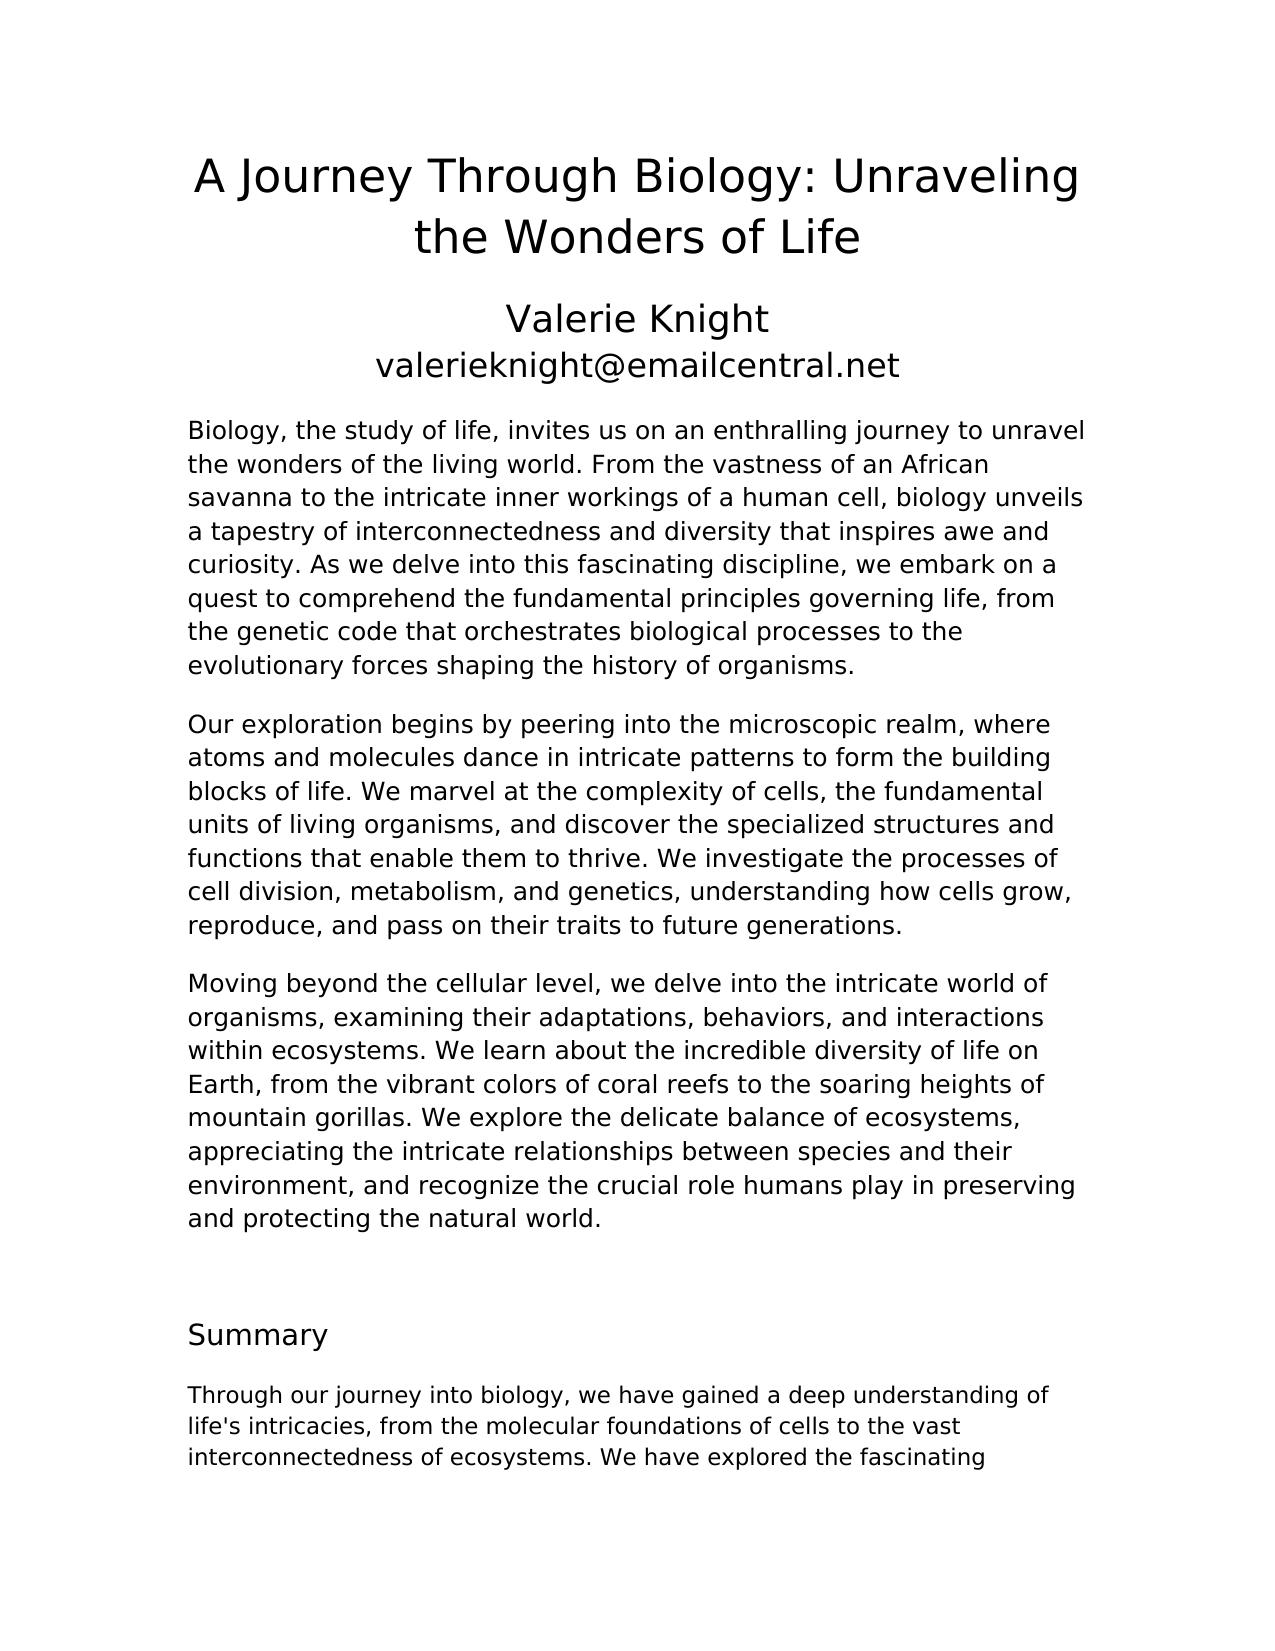 A Journey Through Biology: Unraveling
the Wonders of Life
Valerie Knight
valerieknight@emailcentral.net
Biology, the study of life, invites us on an enthralling journey to unravel
the wonders of the living world. From the vastness of an African
savanna to the intricate inner workings of a human cell, biology unveils
a tapestry of interconnectedness and diversity that inspires awe and
curiosity. As we delve into this fascinating discipline, we embark on a
quest to comprehend the fundamental principles governing life, from
the genetic code that orchestrates biological processes to the
evolutionary forces shaping the history of organisms.
Our exploration begins by peering into the microscopic realm, where
atoms and molecules dance in intricate patterns to form the building
blocks of life. We marvel at the complexity of cells, the fundamental
units of living organisms, and discover the specialized structures and
functions that enable them to thrive. We investigate the processes of
cell division, metabolism, and genetics, understanding how cells grow,
reproduce, and pass on their traits to future generations.
Moving beyond the cellular level, we delve into the intricate world of
organisms, examining their adaptations, behaviors, and interactions
within ecosystems. We learn about the incredible diversity of life on
Earth, from the vibrant colors of coral reefs to the soaring heights of
mountain gorillas. We explore the delicate balance of ecosystems,
appreciating the intricate relationships between species and their
environment, and recognize the crucial role humans play in preserving
and protecting the natural world.
Summary
Through our journey into biology, we have gained a deep understanding of
life's intricacies, from the molecular foundations of cells to the vast
interconnectedness of ecosystems. We have explored the fascinating